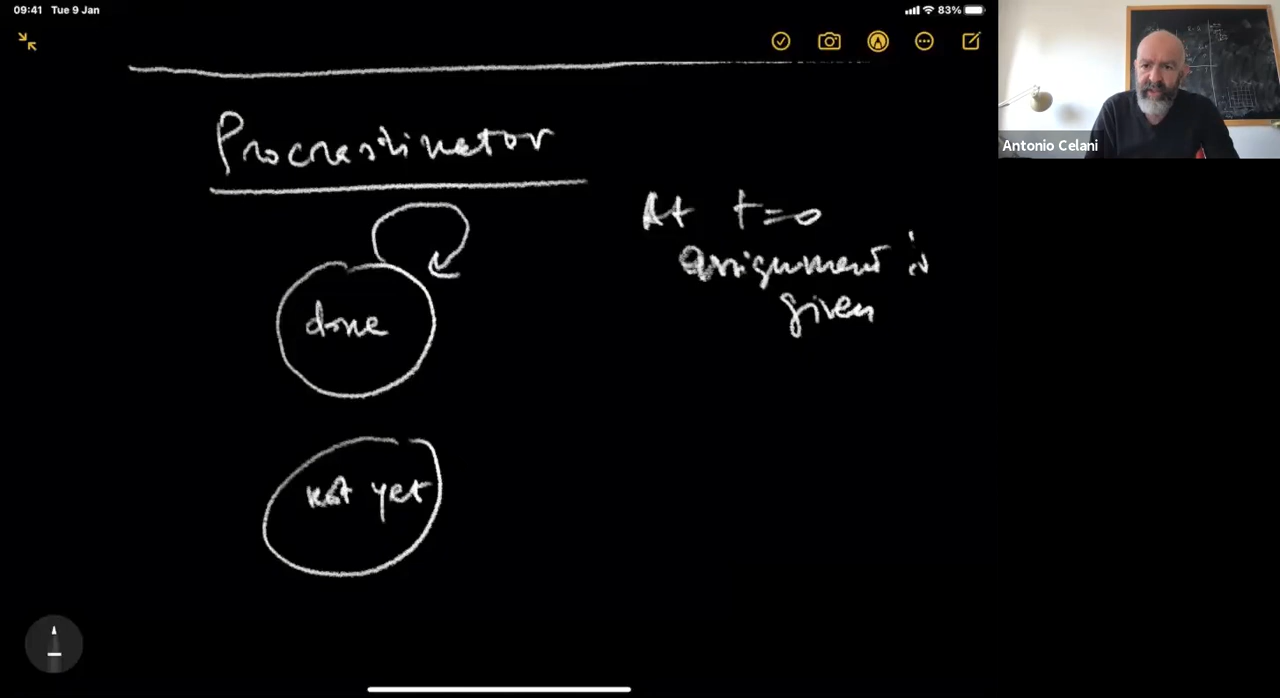 09:41 Tue 9 Jan
83%
Antonio Celani
Procrastinator
At t=0
assignment is
given
done
not yet